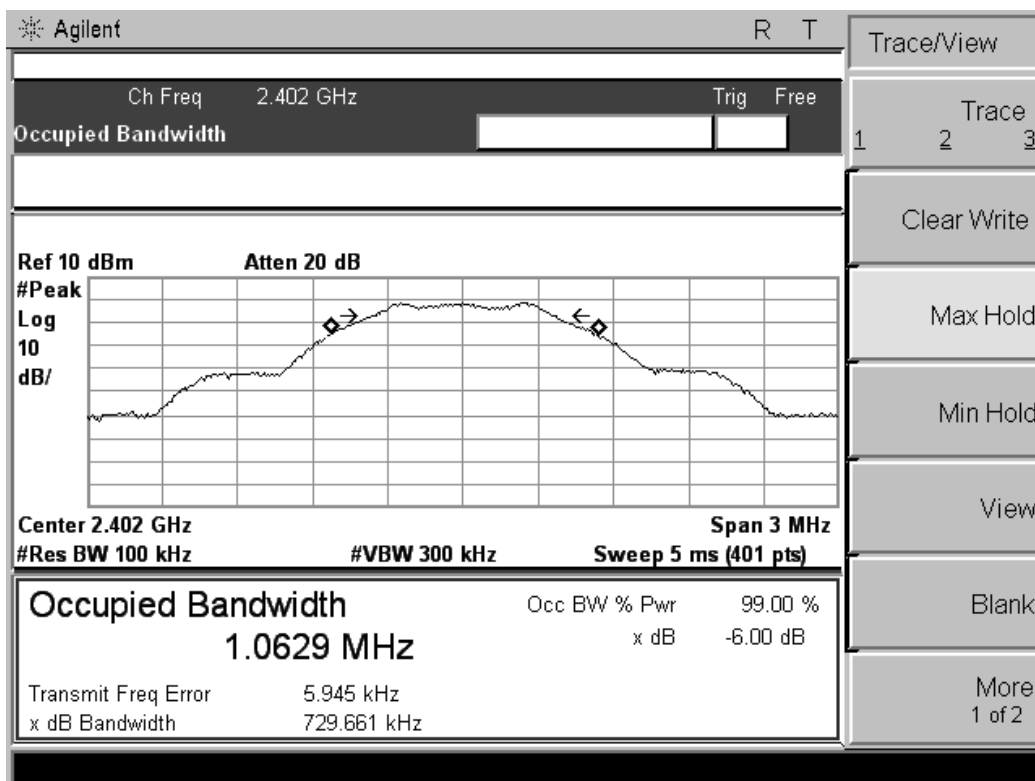 Agilent R T
Ch Freq 2.402 GHz Trig Free
Occupied Bandwidth
Ref 10 dBm Atten 20 dB
#Peak
Log
10
dB/
Center 2.402 GHz Span 3 MHz
#Res BW 100 kHz #VBW 300 kHz Sweep 5 ms (401 pts)
Occupied Bandwidth
1.0629 MHz
Occ BW % Pwr 99.00 %
x dB -6.00 dB
Transmit Freq Error 5.945 kHz
x dB Bandwidth 729.661 kHz
Trace/View
Trace
1 2 3
Clear Write
Max Hold
Min Hold
View
Blank
More
1 of 2